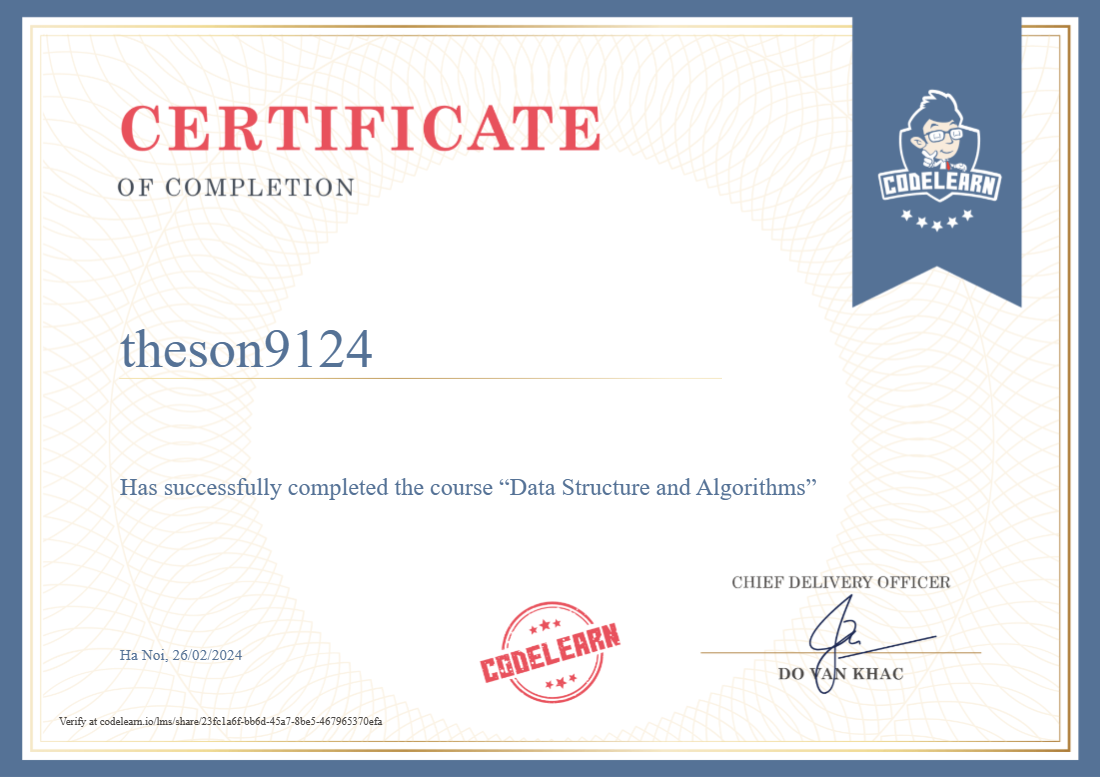 CERTIFICATE
OF COMPLETION
CODELEARN
theson9124
Has successfully completed the course “Data Structure and Algorithms”
CHIEF DELIVERY OFFICER
CODELEARN
Ha Noi, 26/02/2024
DO VAN KHAC
Verify at codelearn.io/lms/share/23fc1a6f-bb6d-45a7-8be5-467965370efa